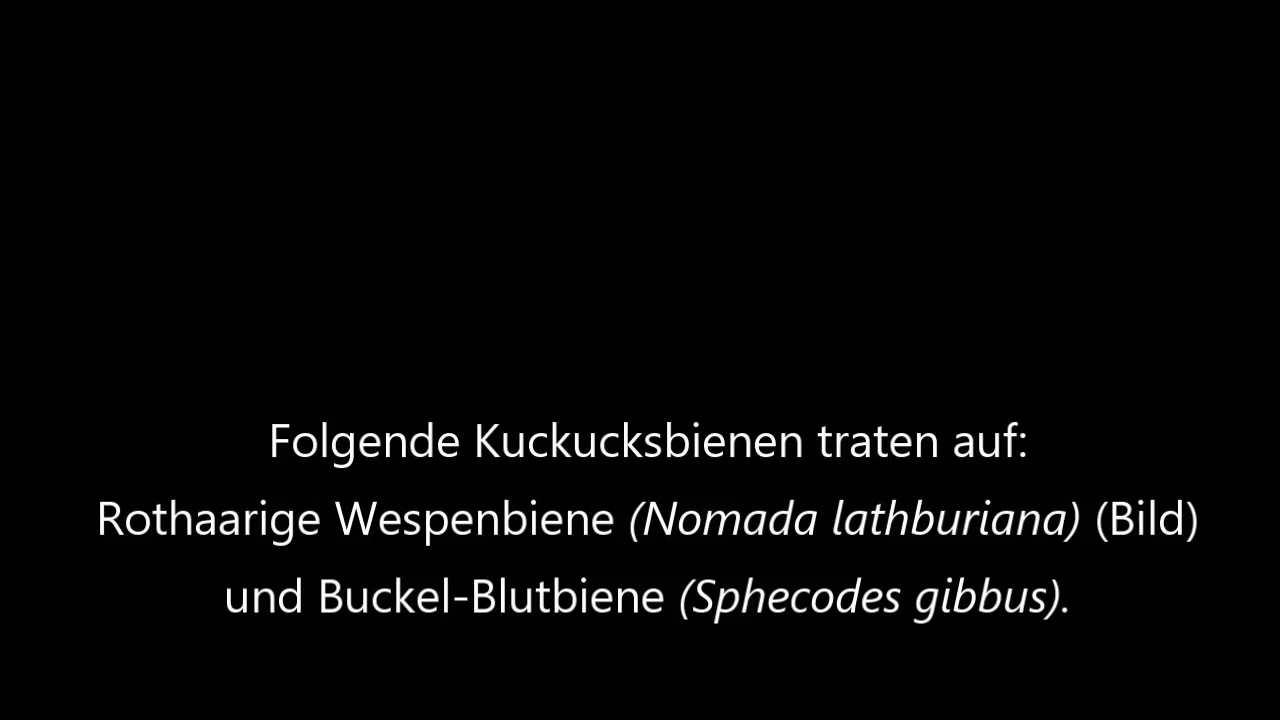 Folgende Kuckucksbienen traten auf:
Rothaarige Wespenbiene (Nomada lathburiana) (Bild)
und Buckel-Blutbiene (Sphecodes gibbus).